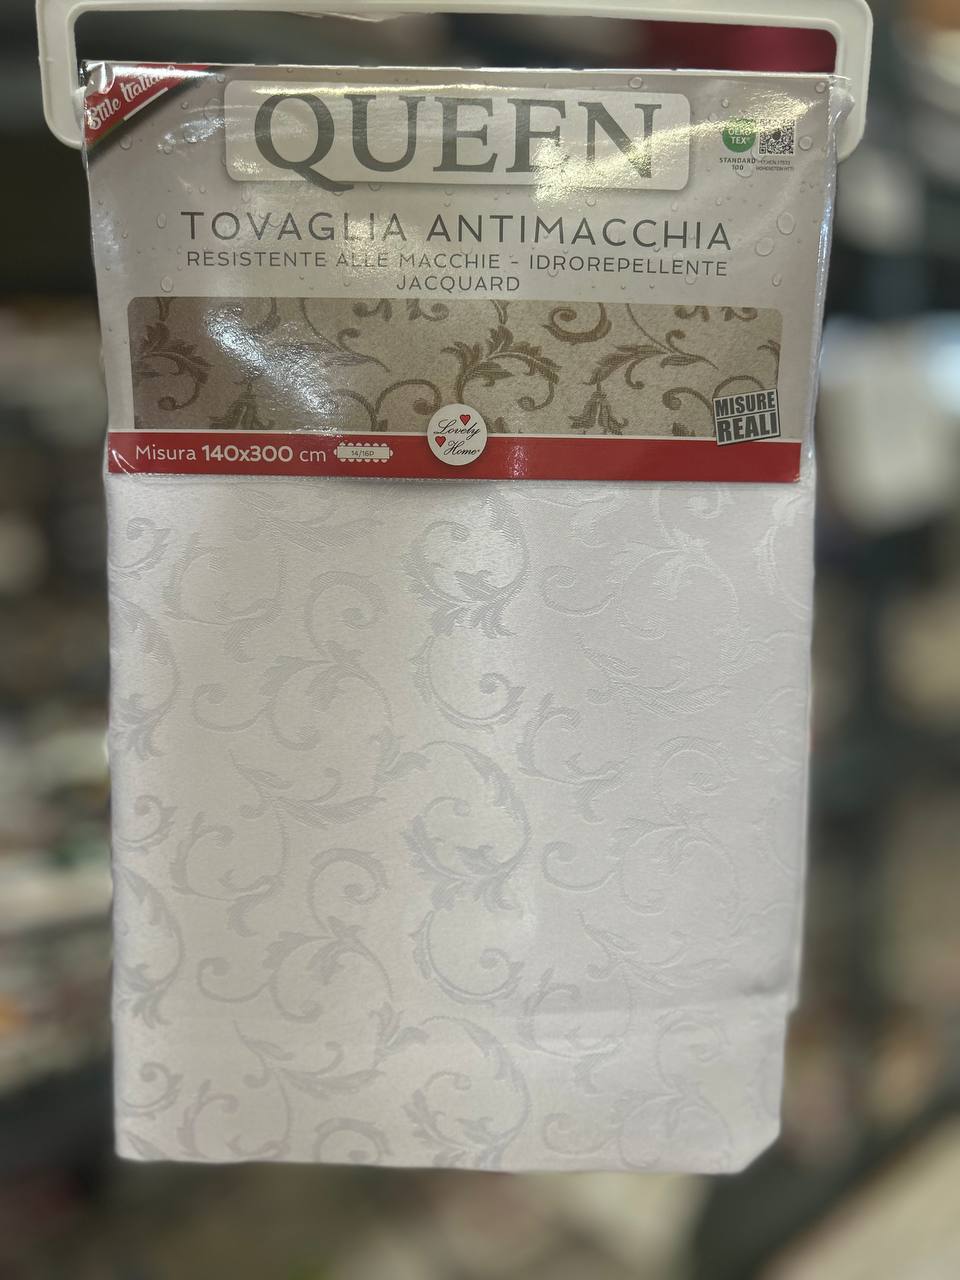 Stile Italiano
QUEEN
OEKO
TEX®
STANDARD
100
TOVAGLIA ANTIMACCHIA
RESISTENTE ALLE MACCHIE - IDROREPELLENTE
JACQUARD
MISURE
REALI
Misura 140x300 cm
14/16P
Lovely
Home